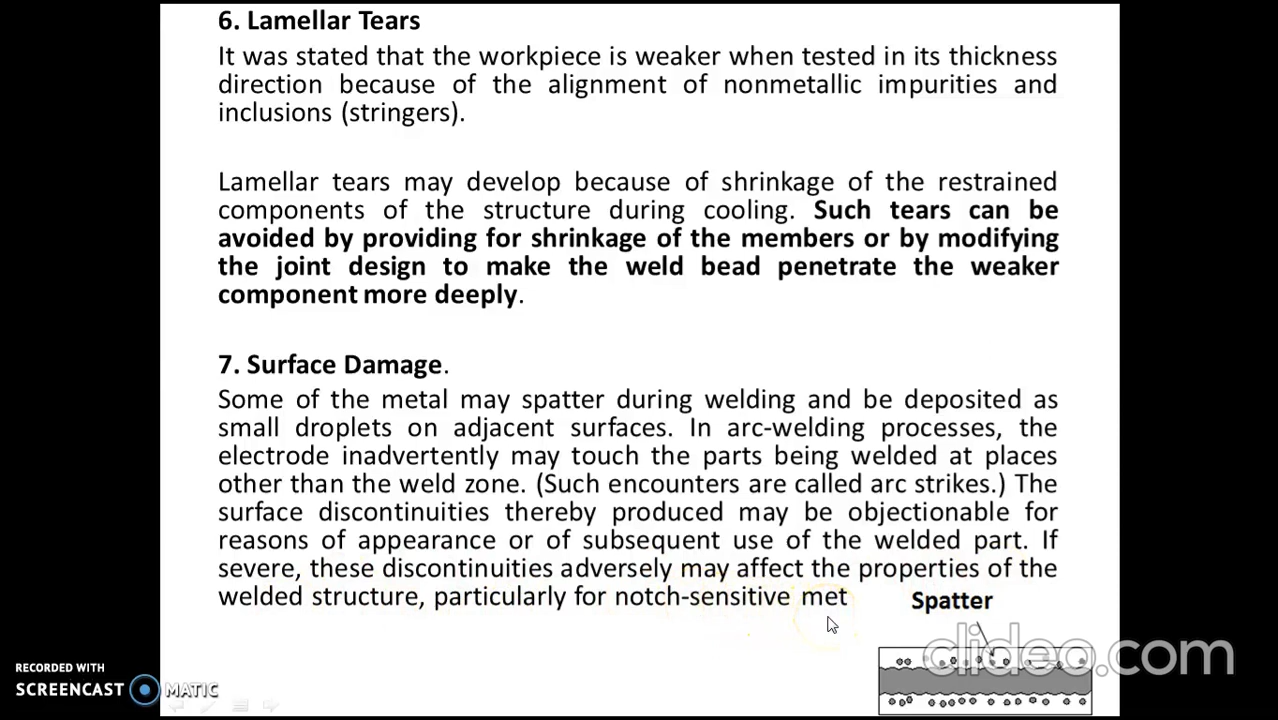 6. Lamellar Tears
It was stated that the workpiece is weaker when tested in its thickness
direction because of the alignment of nonmetallic impurities and
inclusions (stringers).
Lamellar tears may develop because of shrinkage of the restrained
components of the structure during cooling. Such tears can be
avoided by providing for shrinkage of the members or by modifying
the joint design to make the weld bead penetrate the weaker
component more deeply.
7. Surface Damage.
Some of the metal may spatter during welding and be deposited as
small droplets on adjacent surfaces. In arc-welding processes, the
electrode inadvertently may touch the parts being welded at places
other than the weld zone. (Such encounters are called arc strikes.) The
surface discontinuities thereby produced may be objectionable for
reasons of appearance or of subsequent use of the welded part. If
severe, these discontinuities adversely may affect the properties of the
welded structure, particularly for notch-sensitive met
Spatter
clideo.com
RECORDED WITH
SCREENCAST MATIC